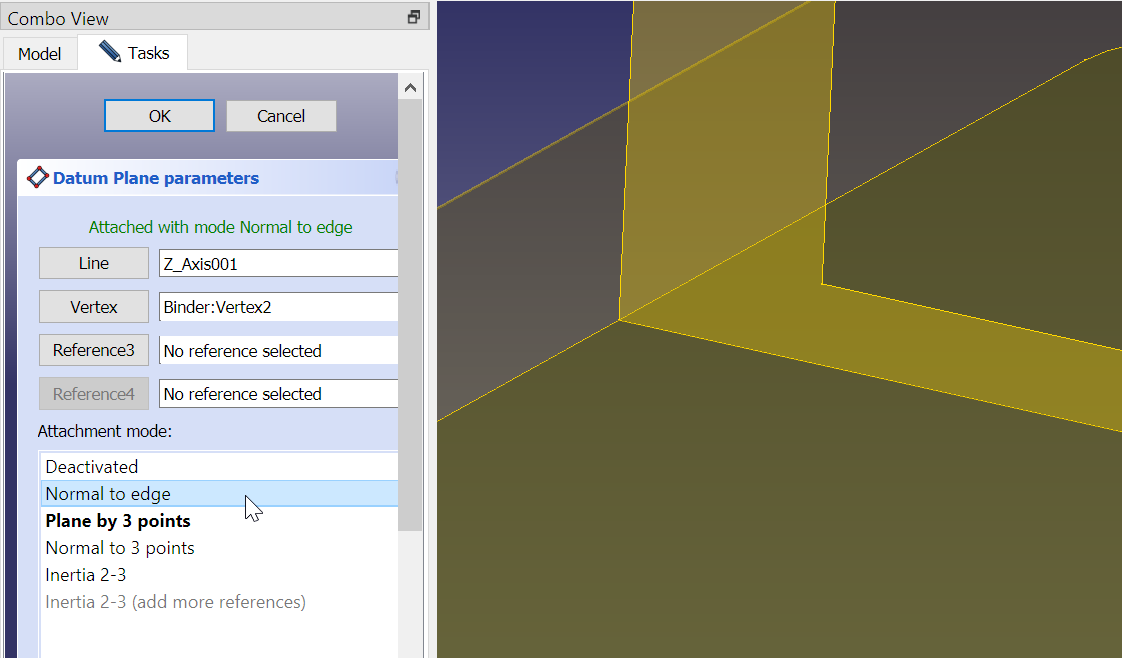 Combo View
Model
Tasks
OK
Cancel
Datum Plane parameters
Attached with mode Normal to edge
Line
Z_Axis001
Vertex
Binder:Vertex2
Reference3
No reference selected
Reference4
No reference selected
Attachment mode:
Deactivated
Normal to edge
Plane by 3 points
Normal to 3 points
Inertia 2-3
Inertia 2-3 (add more references)